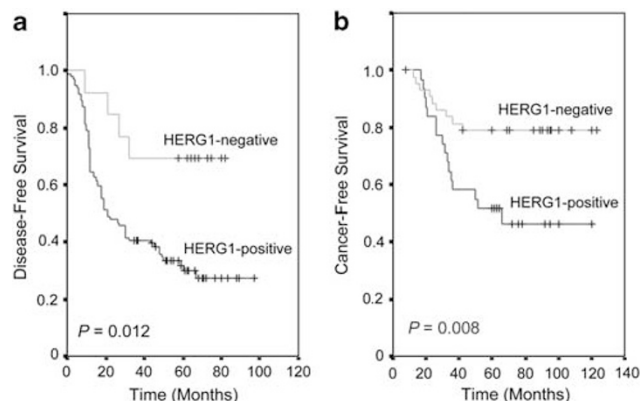 a
b
1.0
0.8
0.6
0.4
0.2
0
Disease-Free Survival
HERG1-negative
HERG1-positive
P = 0.012
0 20 40 60 80 100 120
Time (Months)
1.0
0.8
0.6
0.4
0.2
0
Cancer-Free Survival
HERG1-negative
HERG1-positive
P = 0.008
0 20 40 60 80 100 120 140
Time (Months)